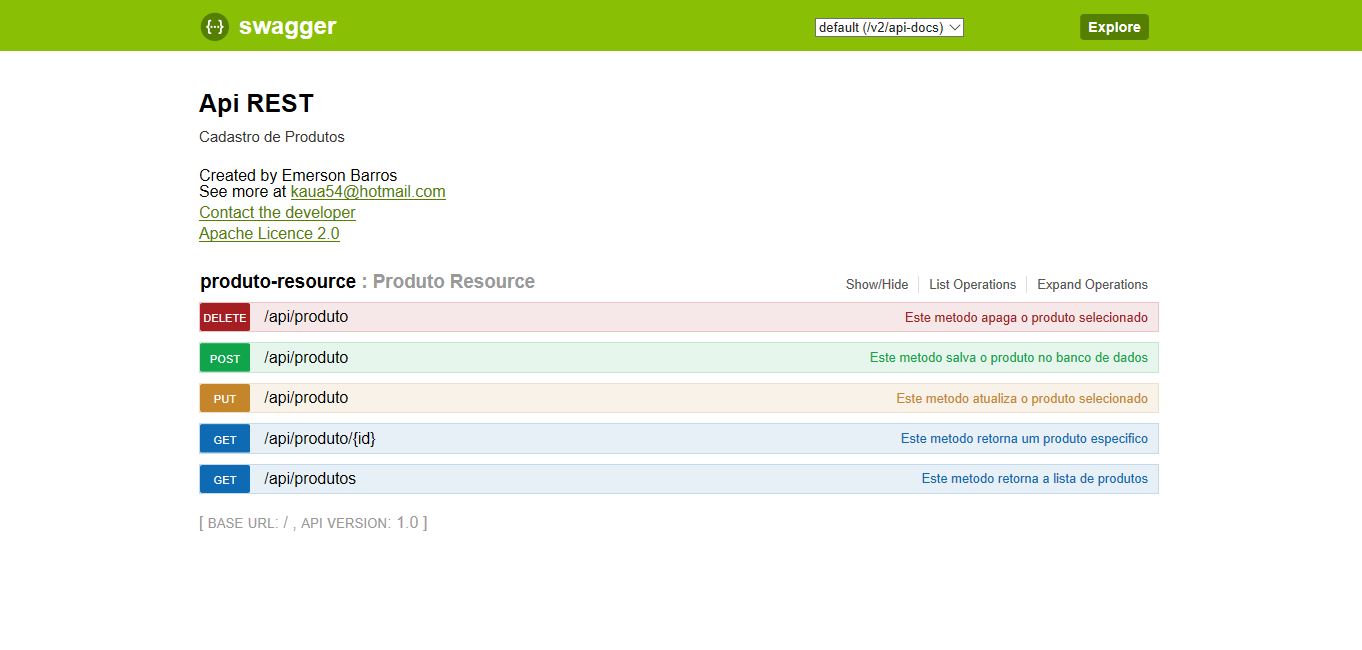 {···} swagger default (/v2/api-docs) Explore
Api REST
Cadastro de Produtos
Created by Emerson Barros
See more at kaua54@hotmail.com
Contact the developer
Apache Licence 2.0
produto-resource : Produto Resource Show/Hide List Operations Expand Operations
DELETE /api/produto Este metodo apaga o produto selecionado
POST /api/produto Este metodo salva o produto no banco de dados
PUT /api/produto Este metodo atualiza o produto selecionado
GET /api/produto/{id} Este metodo retorna um produto especifico
GET /api/produtos Este metodo retorna a lista de produtos
[ BASE URL: / , API VERSION: 1.0 ]